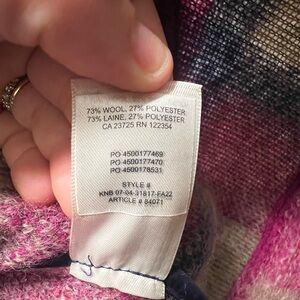 73% WOOL, 27% POLYESTER
73% LAINE, 27% POLYESTER
CA 23725 RN 122354
PO 4500177469
PO 4500177470
PO 4500178531
STYLE #
KNB 07-04-31817-FA22
ARTICLE # 84071